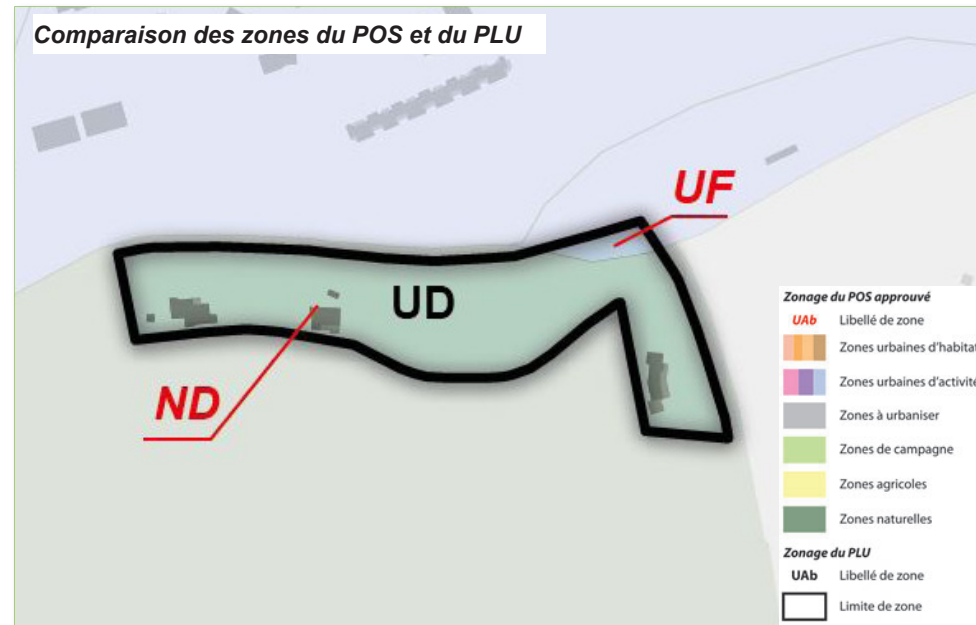 Comparaison des zones du POS et du PLU
UF
UD
ND
Zonage du POS approuvé
UAb Libellé de zone
Zones urbaines d'habitat
Zones urbaines d'activité
Zones à urbaniser
Zones de campagne
Zones agricoles
Zones naturelles
Zonage du PLU
UAb Libellé de zone
Limite de zone